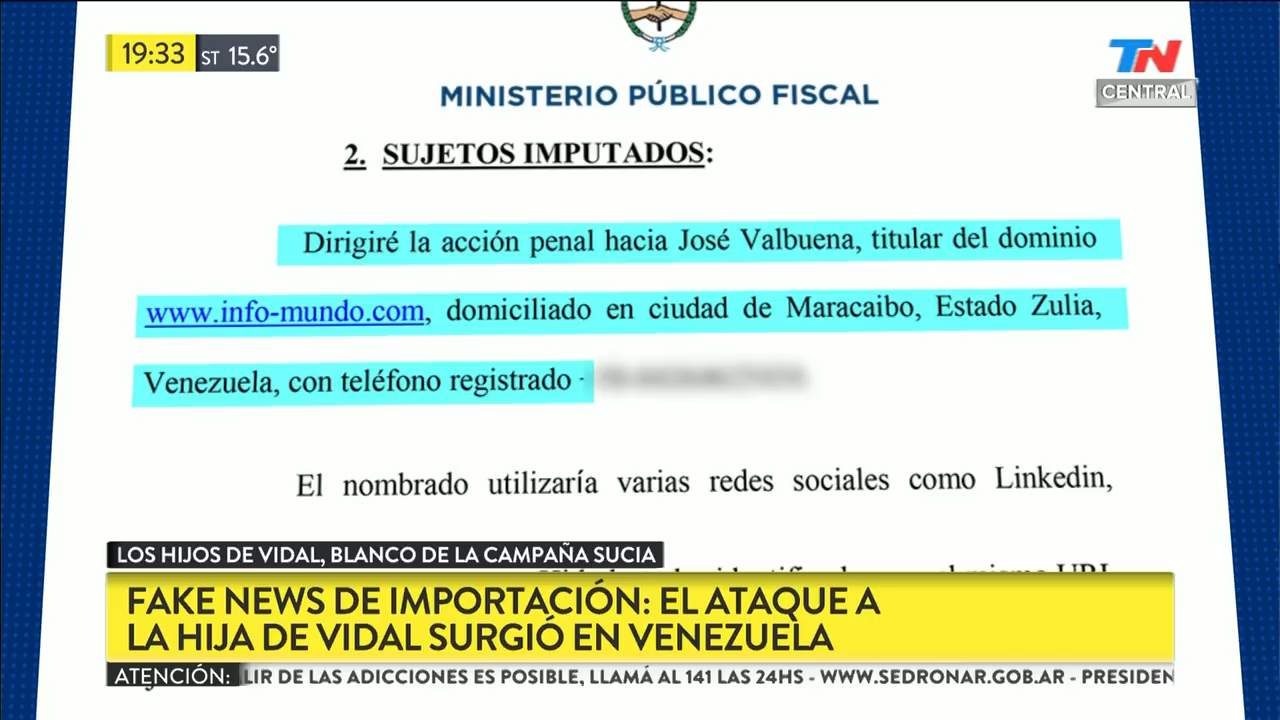 19:33 ST 15.6°
TN
CENTRAL
MINISTERIO PÚBLICO FISCAL
2. SUJETOS IMPUTADOS:
Dirigiré la acción penal hacia José Valbuena, titular del dominio
www.info-mundo.com, domiciliado en ciudad de Maracaibo, Estado Zulia,
Venezuela, con teléfono registrado -
El nombrado utilizaría varias redes sociales como Linkedin,
LOS HIJOS DE VIDAL, BLANCO DE LA CAMPAÑA SUCIA
FAKE NEWS DE IMPORTACIÓN: EL ATAQUE A
LA HIJA DE VIDAL SURGIÓ EN VENEZUELA
ATENCIÓN: LIR DE LAS ADICCIONES ES POSIBLE, LLAMÁ AL 141 LAS 24HS - WWW.SEDRONAR.GOB.AR - PRESIDEN